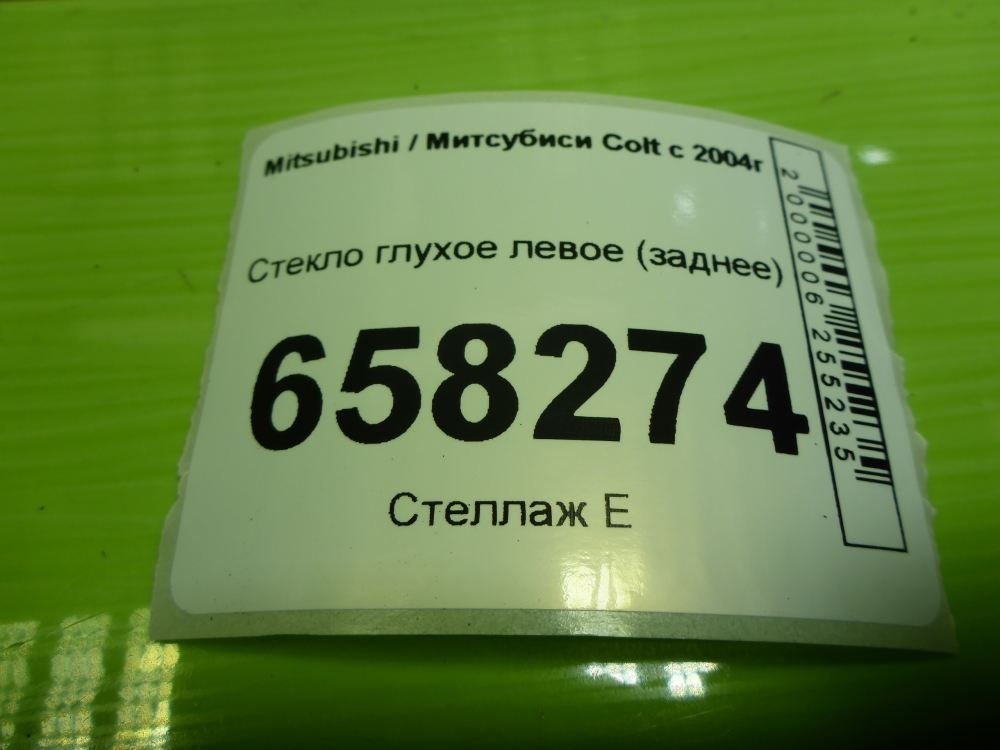 Mitsubishi / Митсубиси Colt с 2004г
Стекло глухое левое (заднее)
658274
Стеллаж Е
2000006255235